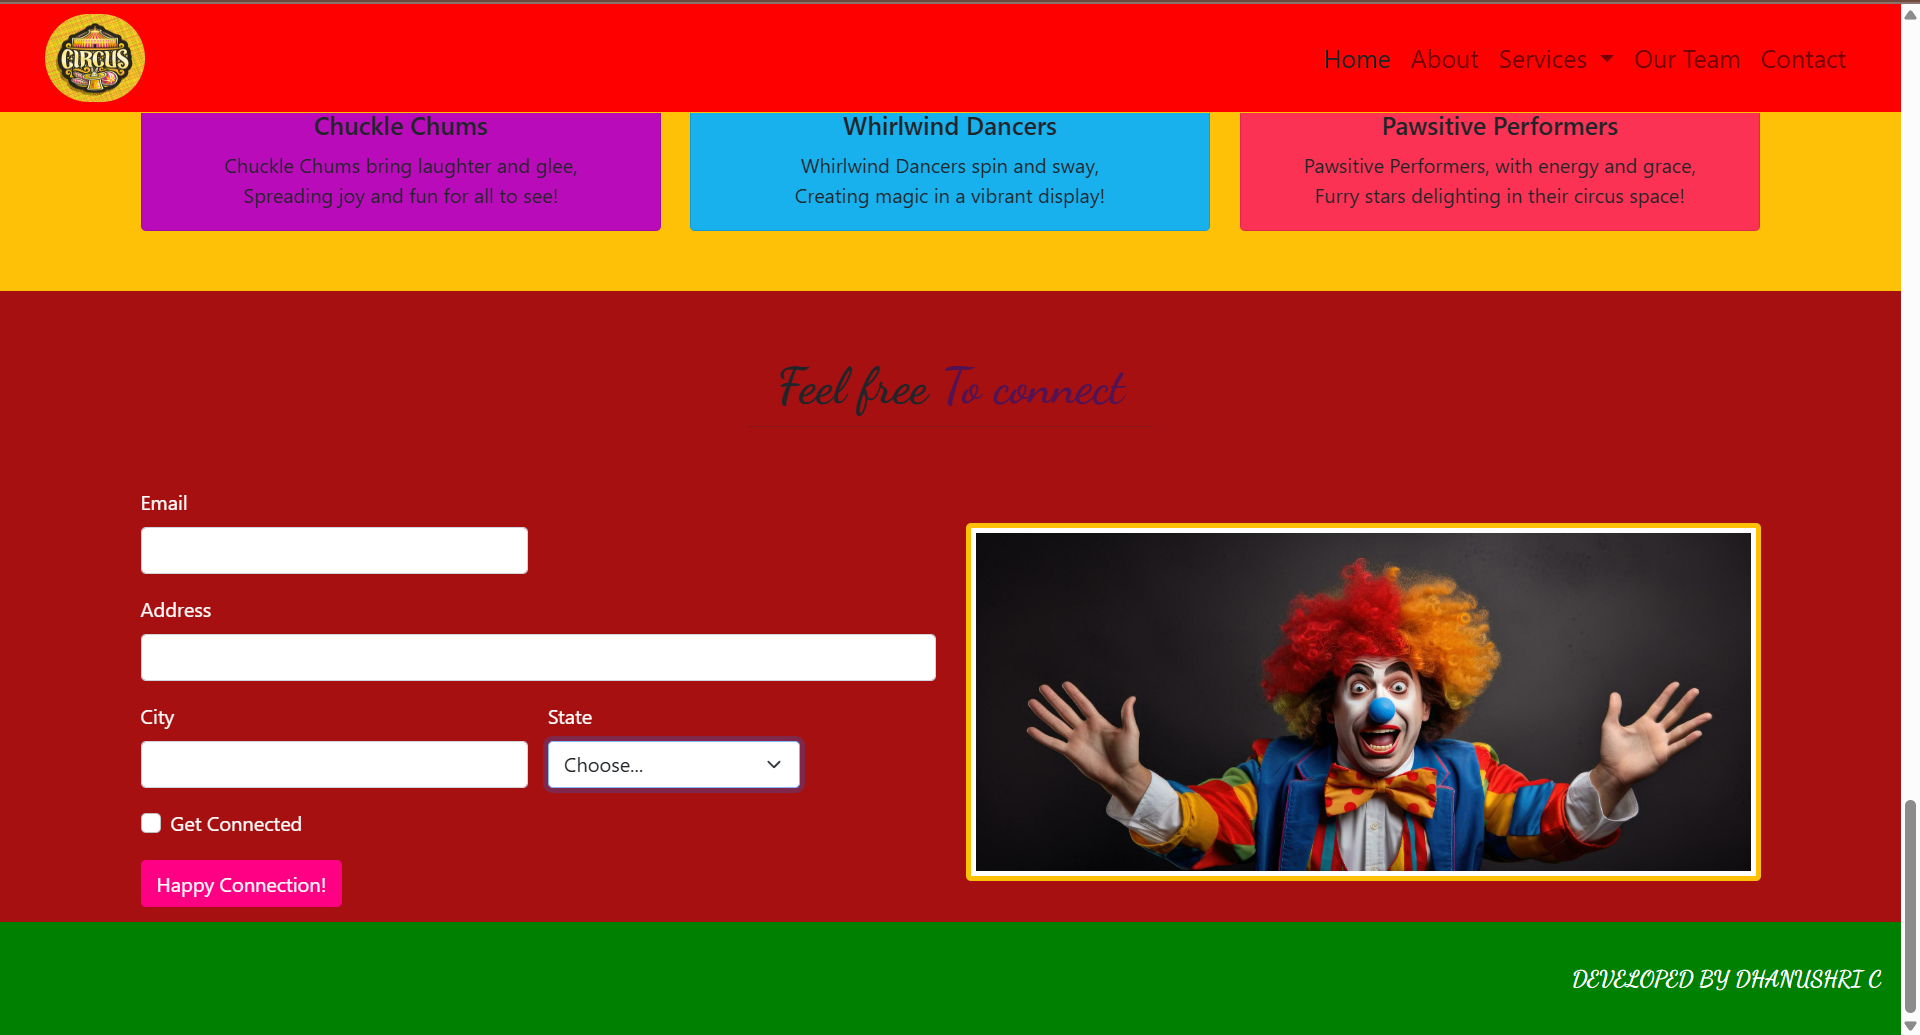 CIRCUS
Home About Services Our Team Contact
Chuckle Chums
Chuckle Chums bring laughter and glee,
Spreading joy and fun for all to see!
Whirlwind Dancers
Whirlwind Dancers spin and sway,
Creating magic in a vibrant display!
Pawsitive Performers
Pawsitive Performers, with energy and grace,
Furry stars delighting in their circus space!
Feel free To connect
Email
Address
City
State
Choose...
Get Connected
Happy Connection!
DEVELOPED BY DHANUSHRI C